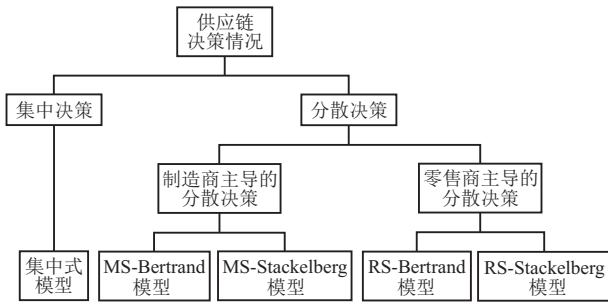 供应链
决策情况
集中决策
分散决策
制造商主导的
分散决策
零售商主导的
分散决策
集中式
模型
MS-Bertrand
模型
MS-Stackelberg
模型
RS-Bertrand
模型
RS-Stackelberg
模型